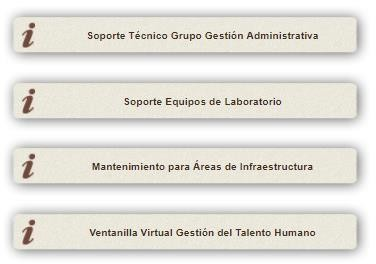 Soporte Técnico Grupo Gestión Administrativa
Soporte Equipos de Laboratorio
Mantenimiento para Áreas de Infraestructura
Ventanilla Virtual Gestión del Talento Humano